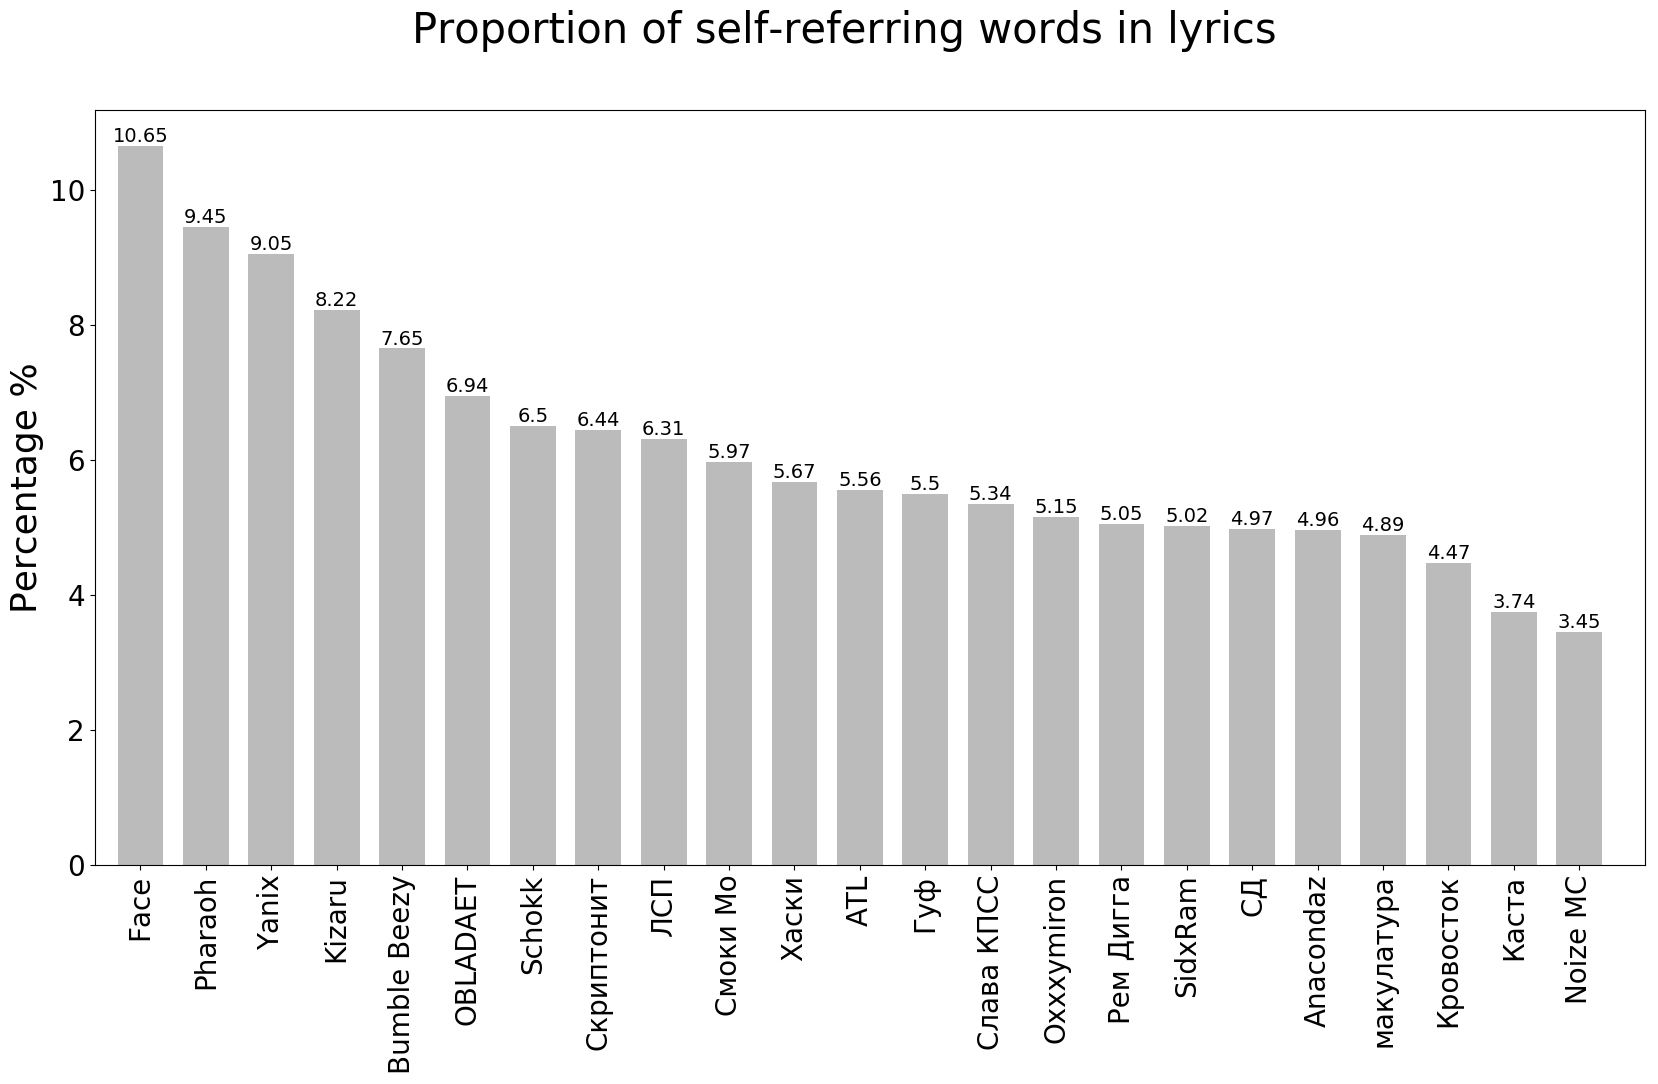 Proportion of self-referring words in lyrics
Percentage %
10
8
6
4
2
0
10.65
9.45
9.05
8.22
7.65
6.94
6.5
6.44
6.31
5.97
5.67
5.56
5.5
5.34
5.15
5.05
5.02
4.97
4.96
4.89
4.47
3.74
3.45
Face
Pharaoh
Yanix
Kizaru
Bumble Beezy
OBLADAET
Schokk
Скриптонит
ЛСП
Смоки Мо
Хаски
ATL
Гуф
Слава КПСС
Oxxxymiron
Рем Дигга
SidxRam
СД
Anacondaz
макулатура
Кровосток
Каста
Noize MC